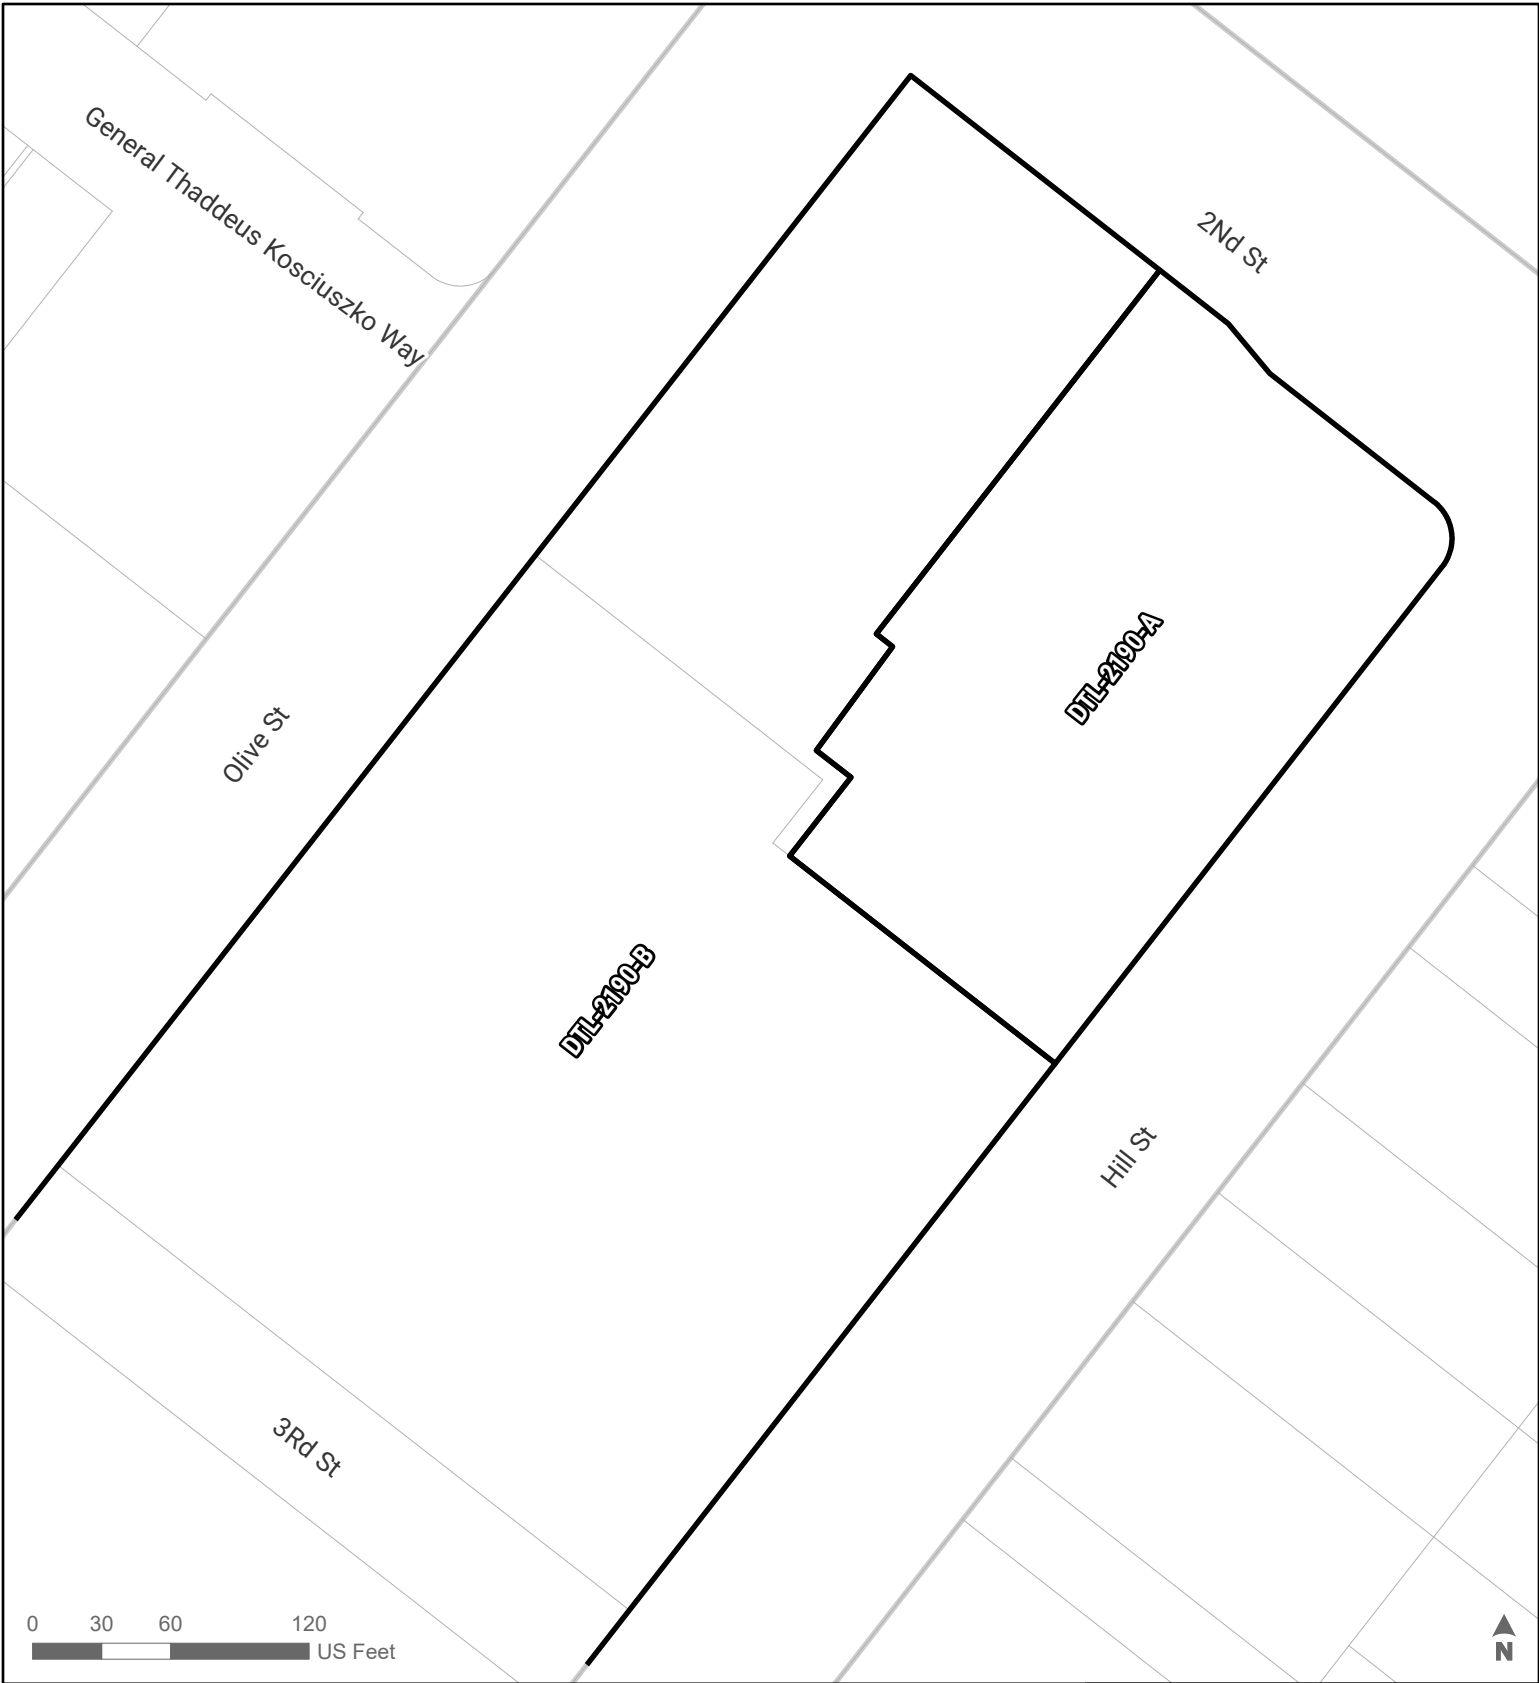 General Thaddeus Kosciuszko Way
2Nd St
DTL-2190-A
Olive St
DTL-2190-B
Hill St
3Rd St
0 30 60 120
US Feet
N